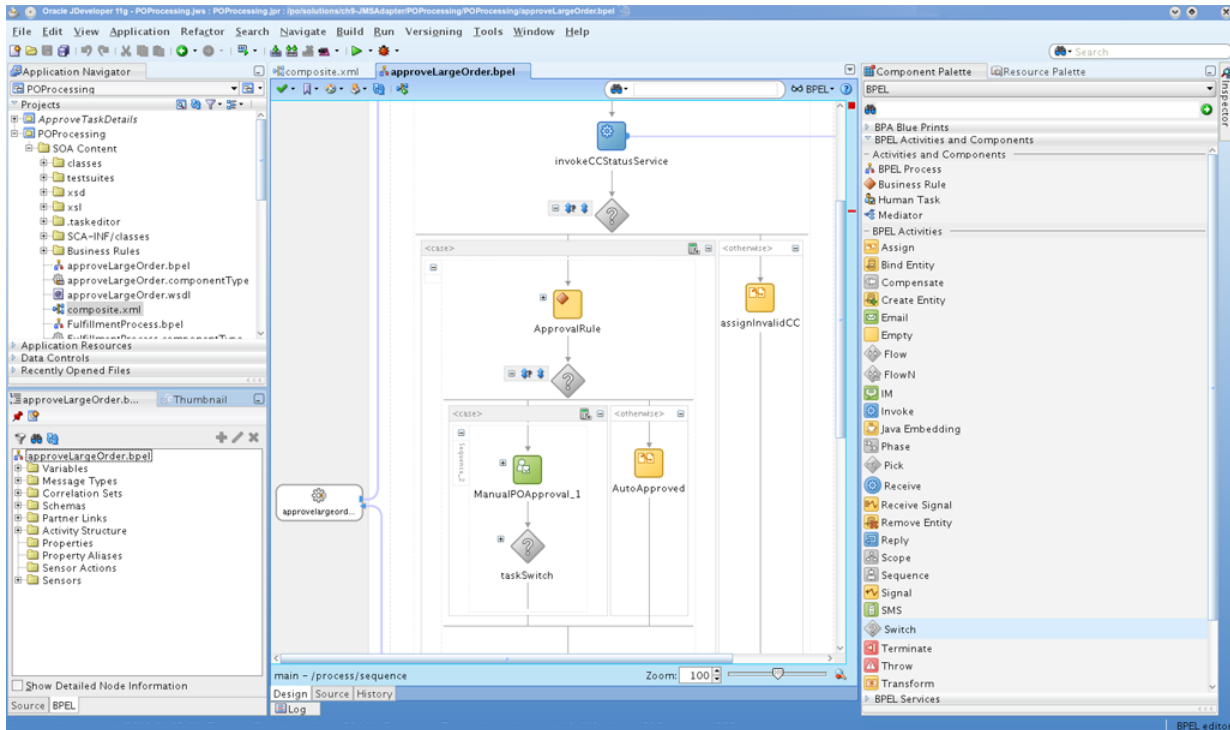 Oracle JDeveloper 11g - POProcessing.jws : POProcessing.jpr : /po/solutions/ch9-JMSAdapter/POProcessing/POProcessing/approveLargeOrder.bpel
File Edit View Application Refactor Search Navigate Build Run Versigning Tools Window Help
Search
Application Navigator
POProcessing
Projects
ApproveTaskDetails
POProcessing
SOA Content
classes
testsuites
xsd
xsl
.taskeditor
SCA-INF/classes
Business Rules
approveLargeOrder.bpel
approveLargeOrder.componentType
approveLargeOrder.wsdl
composite.xml
FulfillmentProcess.bpel
FulfillmentProcess.componentType
Application Resources
Data Controls
Recently Opened Files
approveLargeOrder.b... Thumbnail
approveLargeOrder.bpel
Variables
Message Types
Correlation Sets
Schemas
Partner Links
Activity Structure
Properties
Property Aliases
Sensor Actions
Sensors
Show Detailed Node Information
Source BPEL
composite.xml approveLargeOrder.bpel
BPEL
invokeCCStatusService
<case> <otherwise>
ApprovalRule
assignInvalidCC
<case> <otherwise>
Sequence_2
ManualPOApproval_1
AutoApproved
taskSwitch
approvelargeord...
main - /process/sequence
Zoom: 100
Design Source History
Log
Component Palette Resource Palette
Inspector
BPEL
BPA Blue Prints
BPEL Activities and Components
Activities and Components
BPEL Process
Business Rule
Human Task
Mediator
BPEL Activities
Assign
Bind Entity
Compensate
Create Entity
Email
Empty
Flow
FlowN
IM
Invoke
Java Embedding
Phase
Pick
Receive
Receive Signal
Remove Entity
Reply
Scope
Sequence
Signal
SMS
Switch
Terminate
Throw
Transform
BPEL Services
BPEL editor